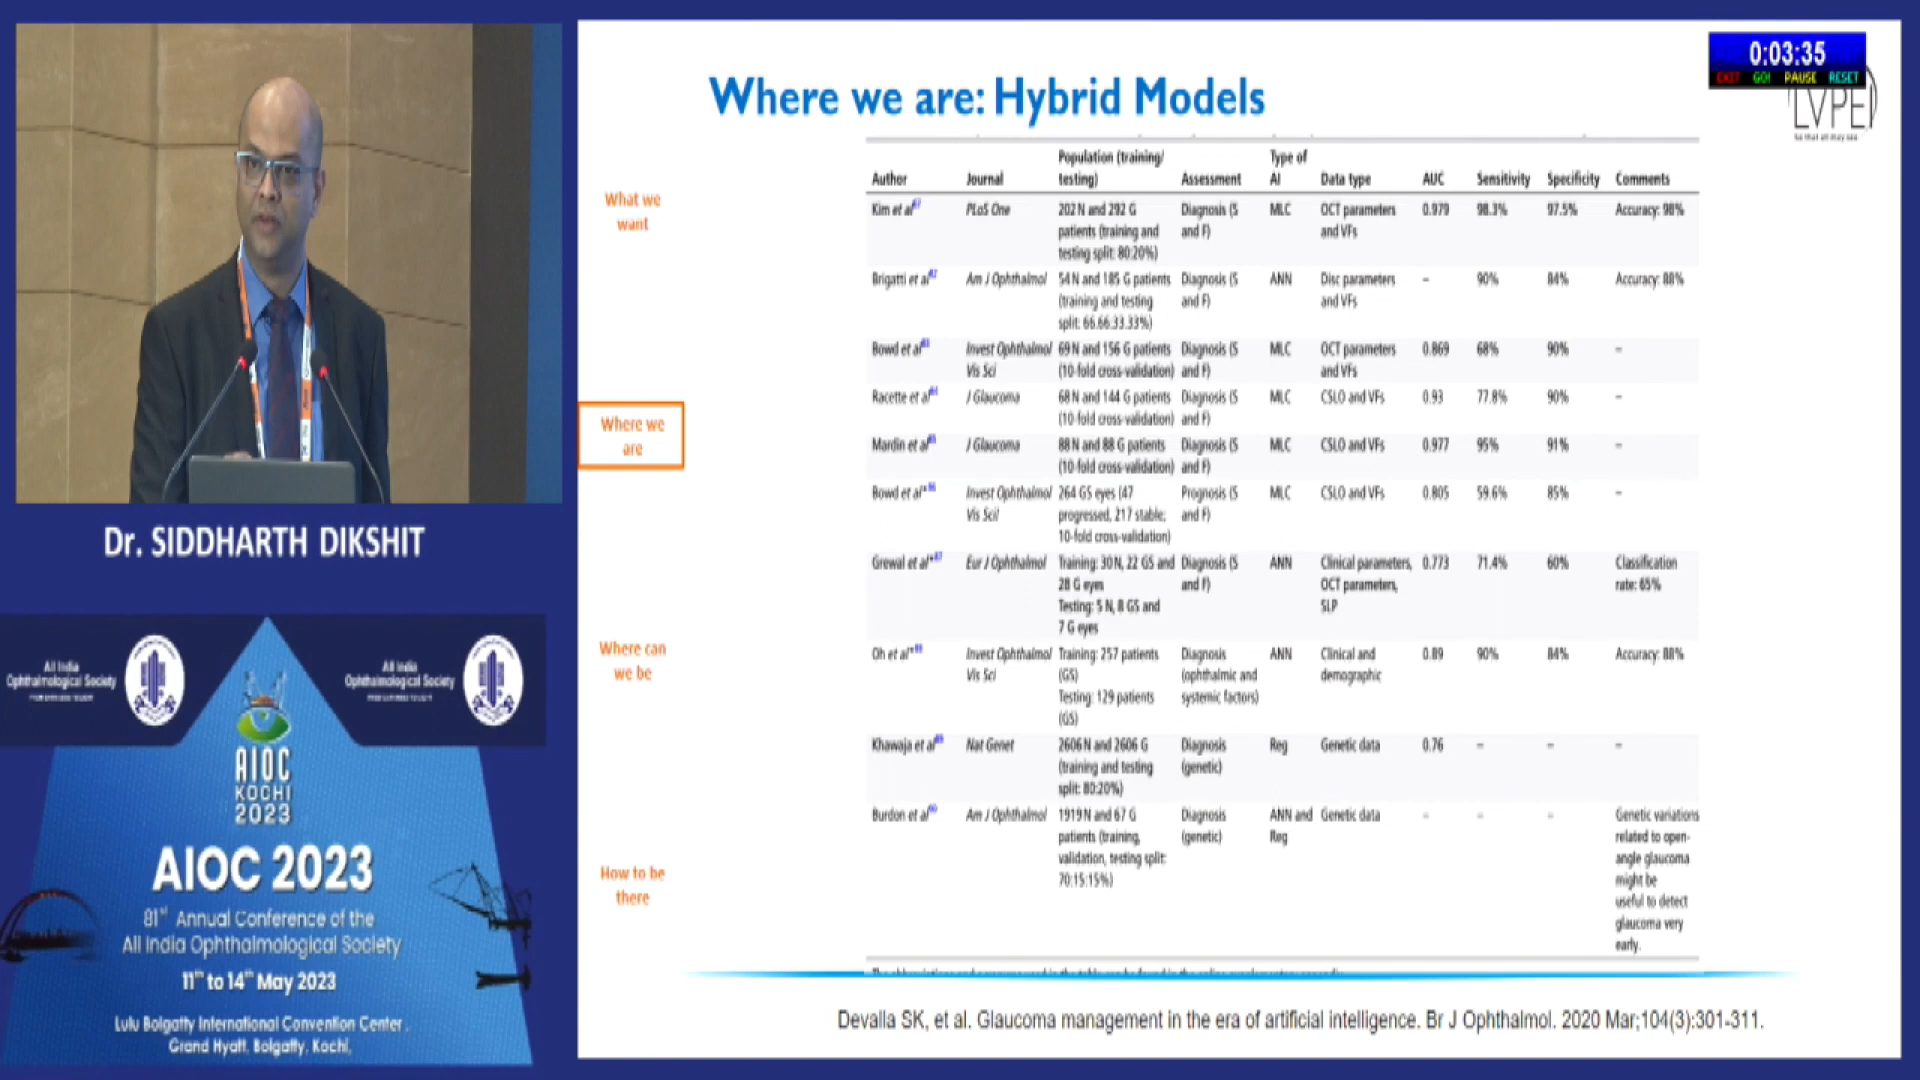 Dr. SIDDHARTH DIKSHIT
All India
Ophthalmological Society
All India
Ophthalmological Society
AIOC
KOCHI
2023
AIOC 2023
81st Annual Conference of the
All India Ophthalmological Society
11th to 14th May 2023
Lulu Bolgatty International Convention Center ,
Grand Hyatt, Bolgatty, Kochi,
0:03:35
EXIT GO! PAUSE RESET
LVPEI
Where we are: Hybrid Models
What we
want
Where we
are
Where can
we be
How to be
there
Author Journal Population (training/ testing) Assessment Type of AI Data type AUC Sensitivity Specificity Comments
Kim et al PLoS One 202 N and 292 G patients (training and testing split: 80:20%) Diagnosis (S and F) MLC OCT parameters and VFs 0.979 98.3% 97.5% Accuracy: 98%
Brigatti et al Am J Ophthalmol 54 N and 185 G patients (training and testing split: 66.66:33.33%) Diagnosis (S and F) ANN Disc parameters and VFs – 90% 84% Accuracy: 88%
Bowd et al Invest Ophthalmol Vis Sci 69 N and 156 G patients (10-fold cross-validation) Diagnosis (S and F) MLC OCT parameters and VFs 0.869 68% 90% –
Racette et al J Glaucoma 68 N and 144 G patients (10-fold cross-validation) Diagnosis (S and F) MLC CSLO and VFs 0.93 77.8% 90% –
Mardin et al J Glaucoma 88 N and 88 G patients (10-fold cross-validation) Diagnosis (S and F) MLC CSLO and VFs 0.977 95% 91% –
Bowd et al* Invest Ophthalmol Vis Sci 264 GS eyes (47 progressed, 217 stable; 10-fold cross-validation) Prognosis (S and F) MLC CSLO and VFs 0.805 59.6% 85% –
Grewal et al* Eur J Ophthalmol Training: 30 N, 22 GS and 28 G eyes Testing: 5 N, 8 GS and 7 G eyes Diagnosis (S and F) ANN Clinical parameters, OCT parameters, SLP 0.773 71.4% 60% Classification rate: 65%
Oh et al* Invest Ophthalmol Vis Sci Training: 257 patients (GS) Testing: 129 patients (GS) Diagnosis (ophthalmic and systemic factors) ANN Clinical and demographic 0.89 90% 84% Accuracy: 88%
Khawaja et al Nat Genet 2606 N and 2606 G (training and testing split: 80:20%) Diagnosis (genetic) Reg Genetic data 0.76 – – –
Burdon et al Am J Ophthalmol 1919 N and 67 G patients (training, validation, testing split: 70:15:15%) Diagnosis (genetic) ANN and Reg Genetic data – – – Genetic variations related to open-angle glaucoma might be useful to detect glaucoma very early.
Devalla SK, et al. Glaucoma management in the era of artificial intelligence. Br J Ophthalmol. 2020 Mar;104(3):301-311.